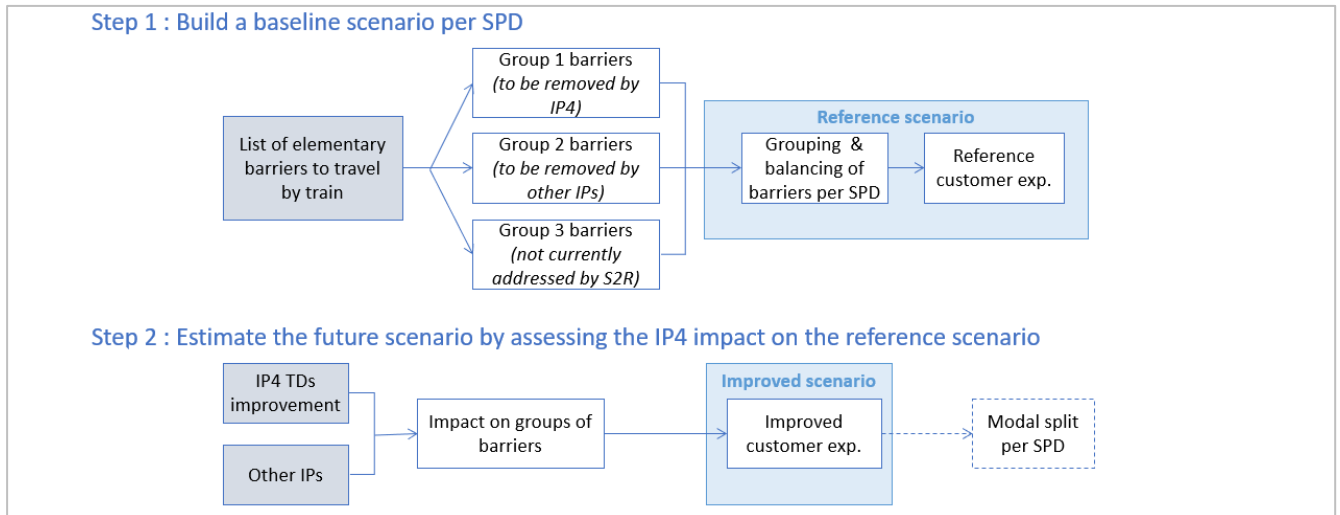 Step 1 : Build a baseline scenario per SPD
Group 1 barriers
(to be removed by
IP4)
List of elementary
barriers to travel
by train
Group 2 barriers
(to be removed by
other IPs)
Group 3 barriers
(not currently
addressed by S2R)
Reference scenario
Grouping &
balancing of
barriers per SPD
Reference
customer exp.
Step 2 : Estimate the future scenario by assessing the IP4 impact on the reference scenario
IP4 TDs
improvement
Other IPs
Impact on groups of
barriers
Improved scenario
Improved
customer exp.
Modal split
per SPD